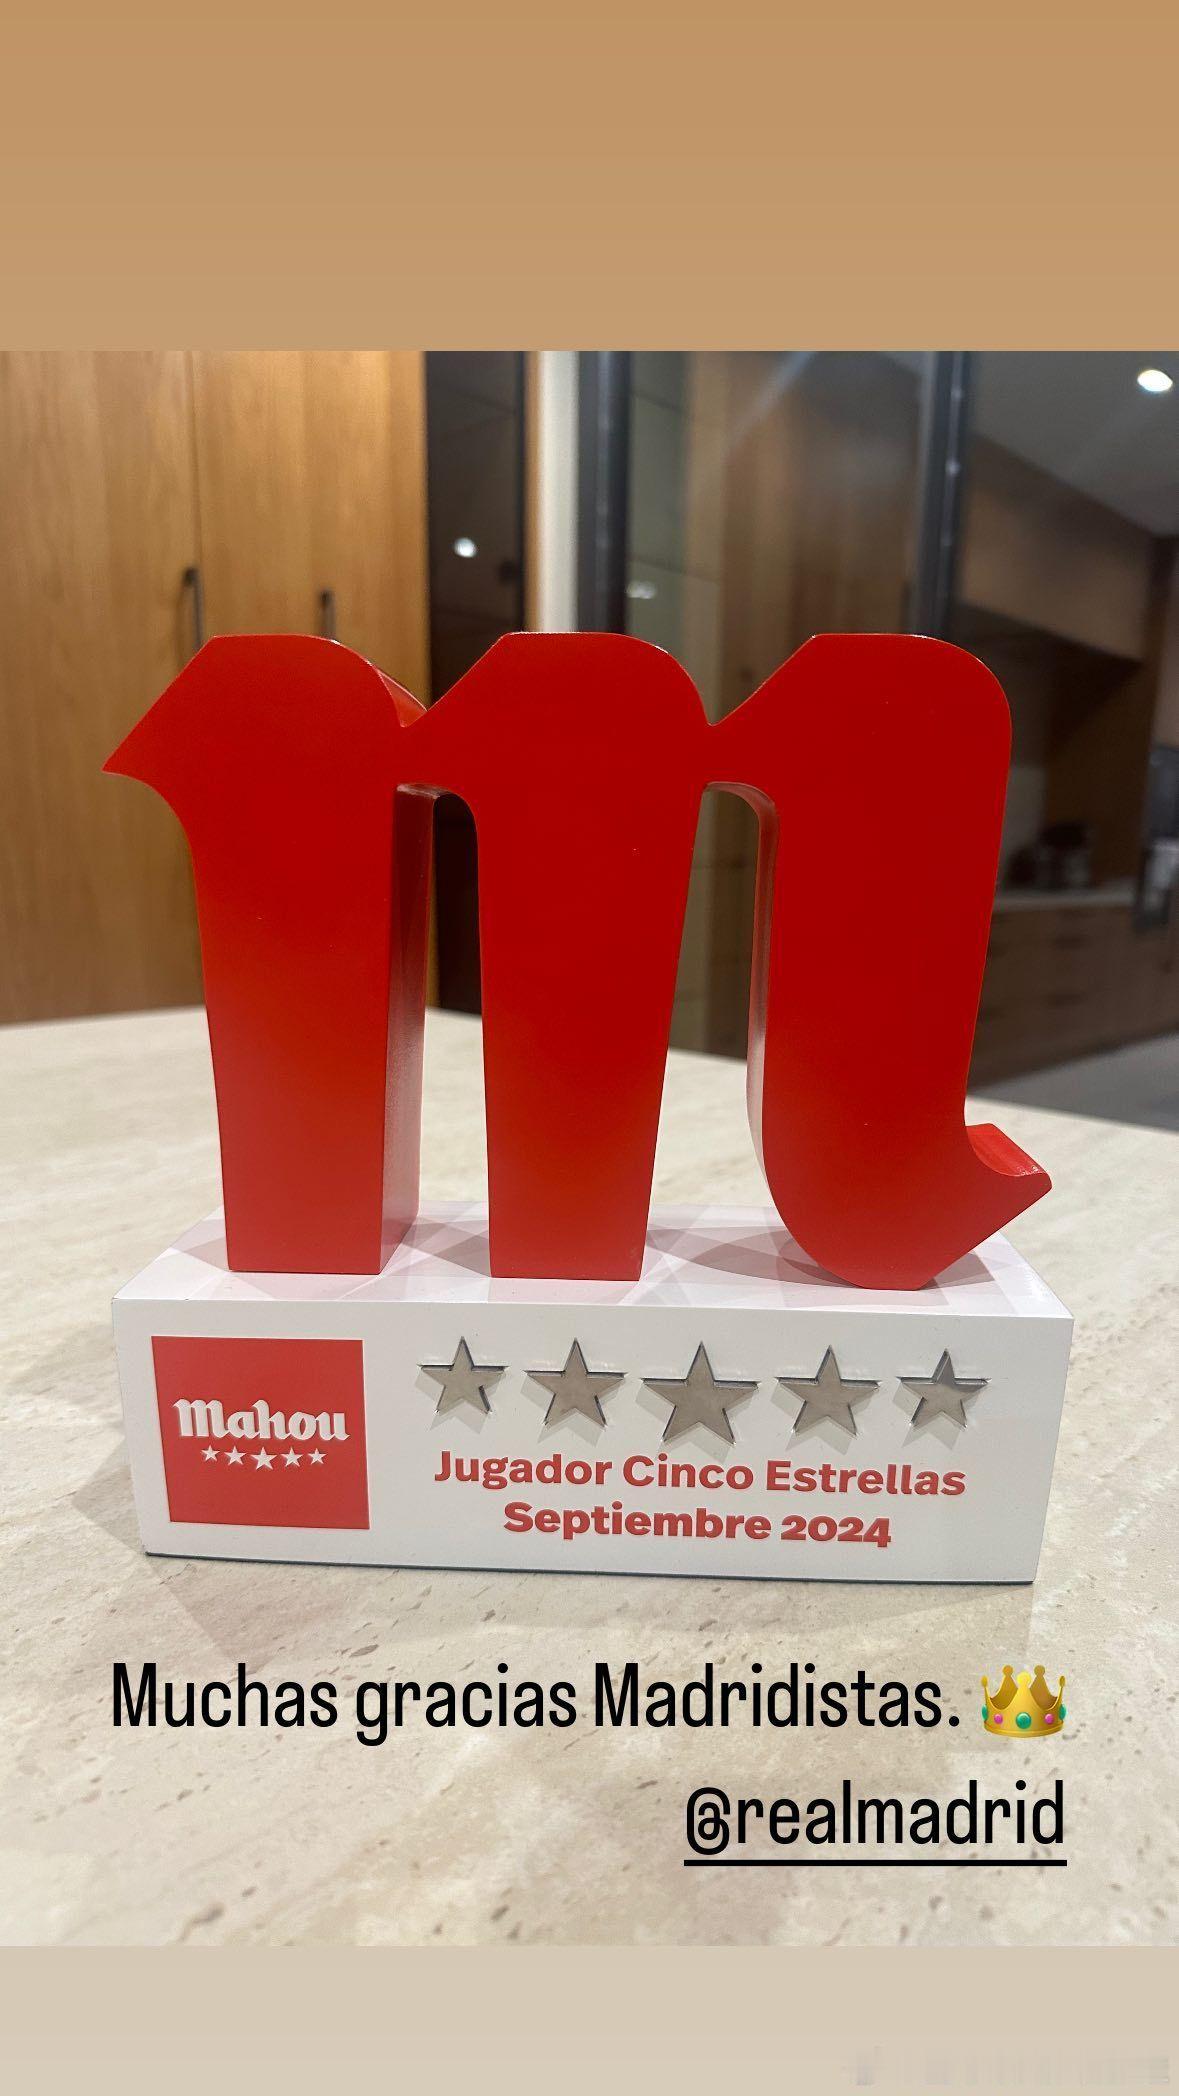 m
Mahou
Jugador Cinco Estrellas
Septiembre 2024
Muchas gracias Madridistas. 👑
@realmadrid